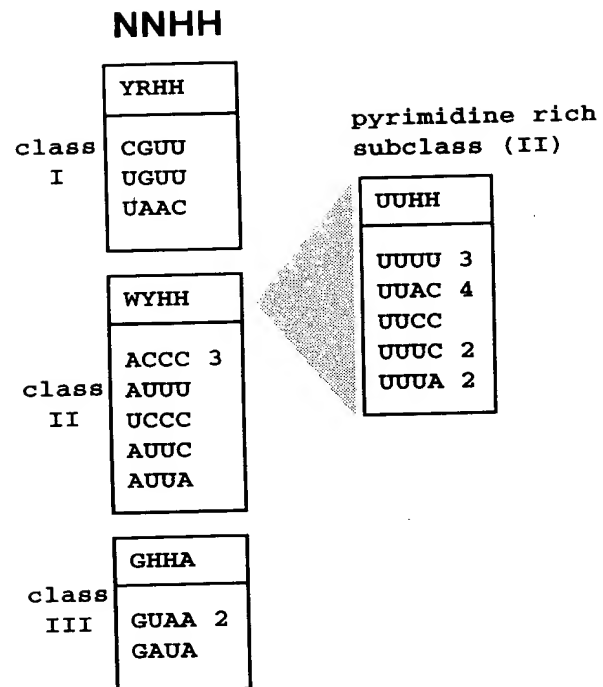 NNHH
YRHH
class
I
CGUU
UGUU
UAAC
pyrimidine rich
subclass (II)
UUHH
UUUU 3
UUAC 4
UUCC
UUUC 2
UUUA 2
WYHH
class
II
ACCC 3
AUUU
UCCC
AUUC
AUUA
GHHA
class
III
GUAA 2
GAUA